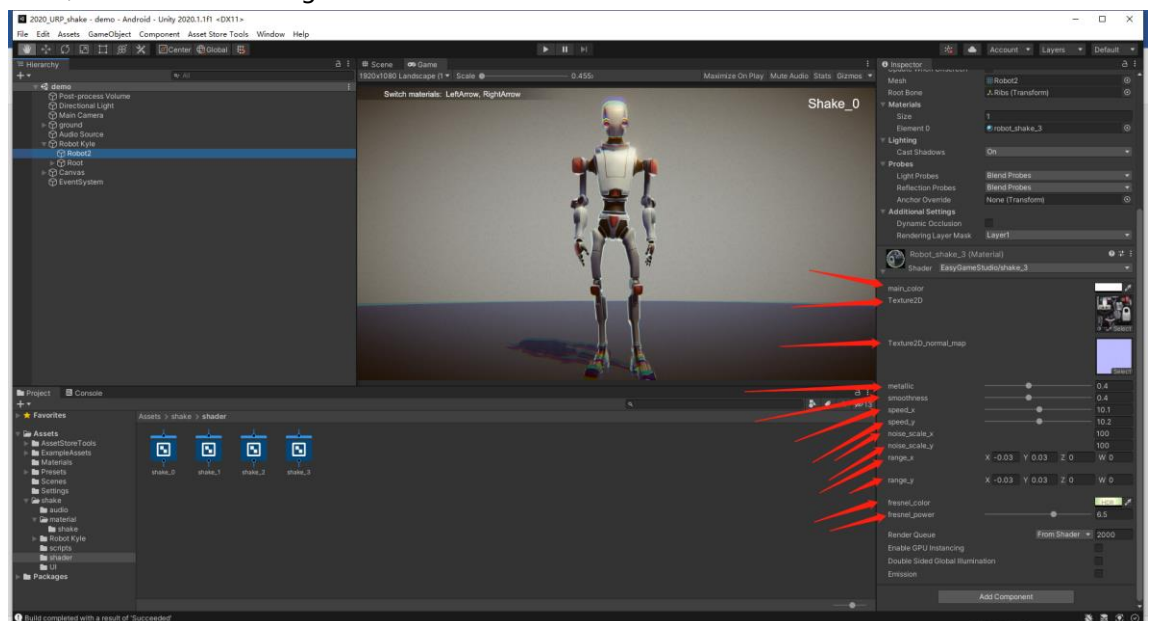 2020_URP_shake - demo - Android - Unity 2020.1.1f1 <DX11>
File Edit Assets GameObject Component Asset Store Tools Window Help
Center Global
Account Layers Default
Hierarchy
All
demo
Post-process Volume
Directional Light
Main Camera
ground
Audio Source
Robot Kyle
Robot2
Root
Canvas
EventSystem
Scene Game
1920x1080 Landscape (1 Scale 0.455 Maximize On Play Mute Audio Stats Gizmos
Switch materials: LeftArrow, RightArrow
Shake_0
Inspector
Update When Offscreen
Mesh Robot2
Root Bone Ribs (Transform)
Materials
Size 1
Element 0 robot_shake_3
Lighting
Cast Shadows On
Probes
Light Probes Blend Probes
Reflection Probes Blend Probes
Anchor Override None (Transform)
Additional Settings
Dynamic Occlusion
Rendering Layer Mask Layer1
Robot_shake_3 (Material)
Shader EasyGameStudio/shake_3
main_color
Texture2D
Select
Texture2D_normal_map
Select
metallic 0.4
smoothness 0.4
speed_x 10.1
speed_y 10.2
noise_scale_x 100
noise_scale_y 100
range_x X -0.03 Y 0.03 Z 0 W 0
range_y X -0.03 Y 0.03 Z 0 W 0
fresnel_color HDR
fresnel_power 6.5
Render Queue From Shader 2000
Enable GPU Instancing
Double Sided Global Illumination
Emission
Add Component
Project Console
Favorites
Assets
AssetStoreTools
ExampleAssets
Materials
Presets
Scenes
Settings
shake
audio
material
shake
Robot Kyle
scripts
shader
UI
Packages
Assets > shake > shader
shake_0 shake_1 shake_2 shake_3
Build completed with a result of 'Succeeded'